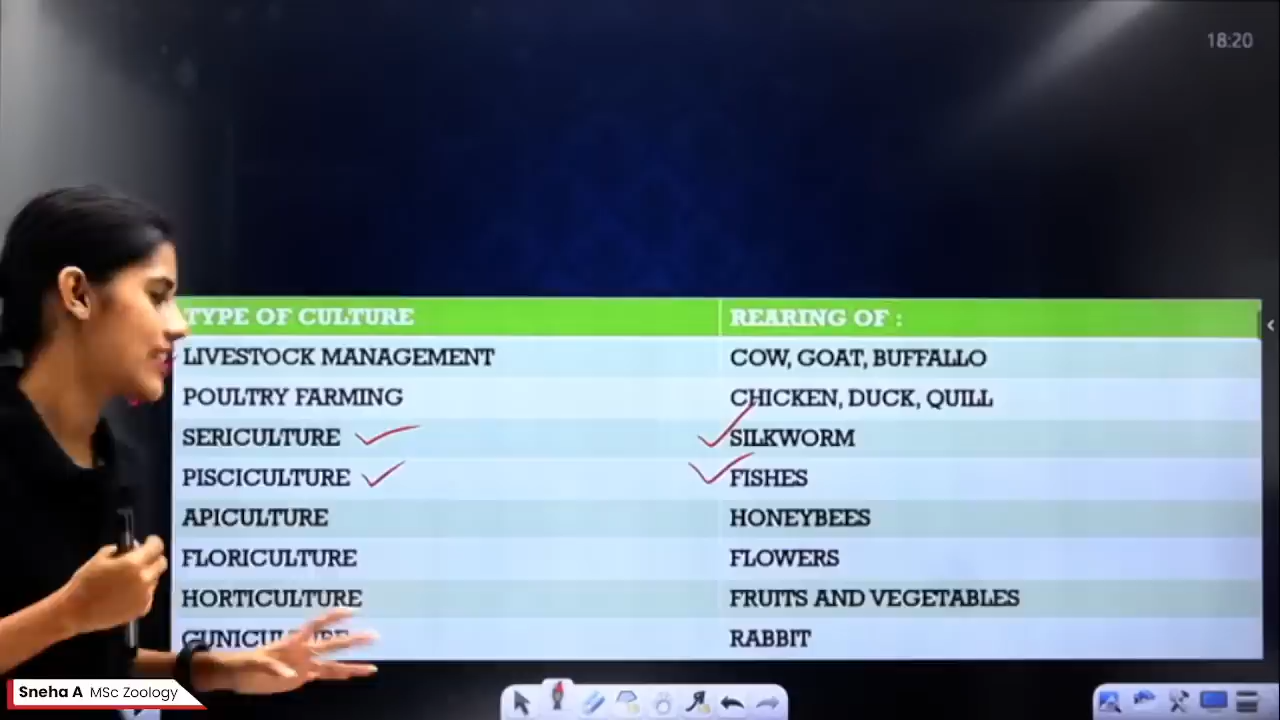 18:20
TYPE OF CULTURE REARING OF :
LIVESTOCK MANAGEMENT COW, GOAT, BUFFALLO
POULTRY FARMING CHICKEN, DUCK, QUILL
SERICULTURE SILKWORM
PISCICULTURE FISHES
APICULTURE HONEYBEES
FLORICULTURE FLOWERS
HORTICULTURE FRUITS AND VEGETABLES
RABBIT
Sneha A MSc Zoology